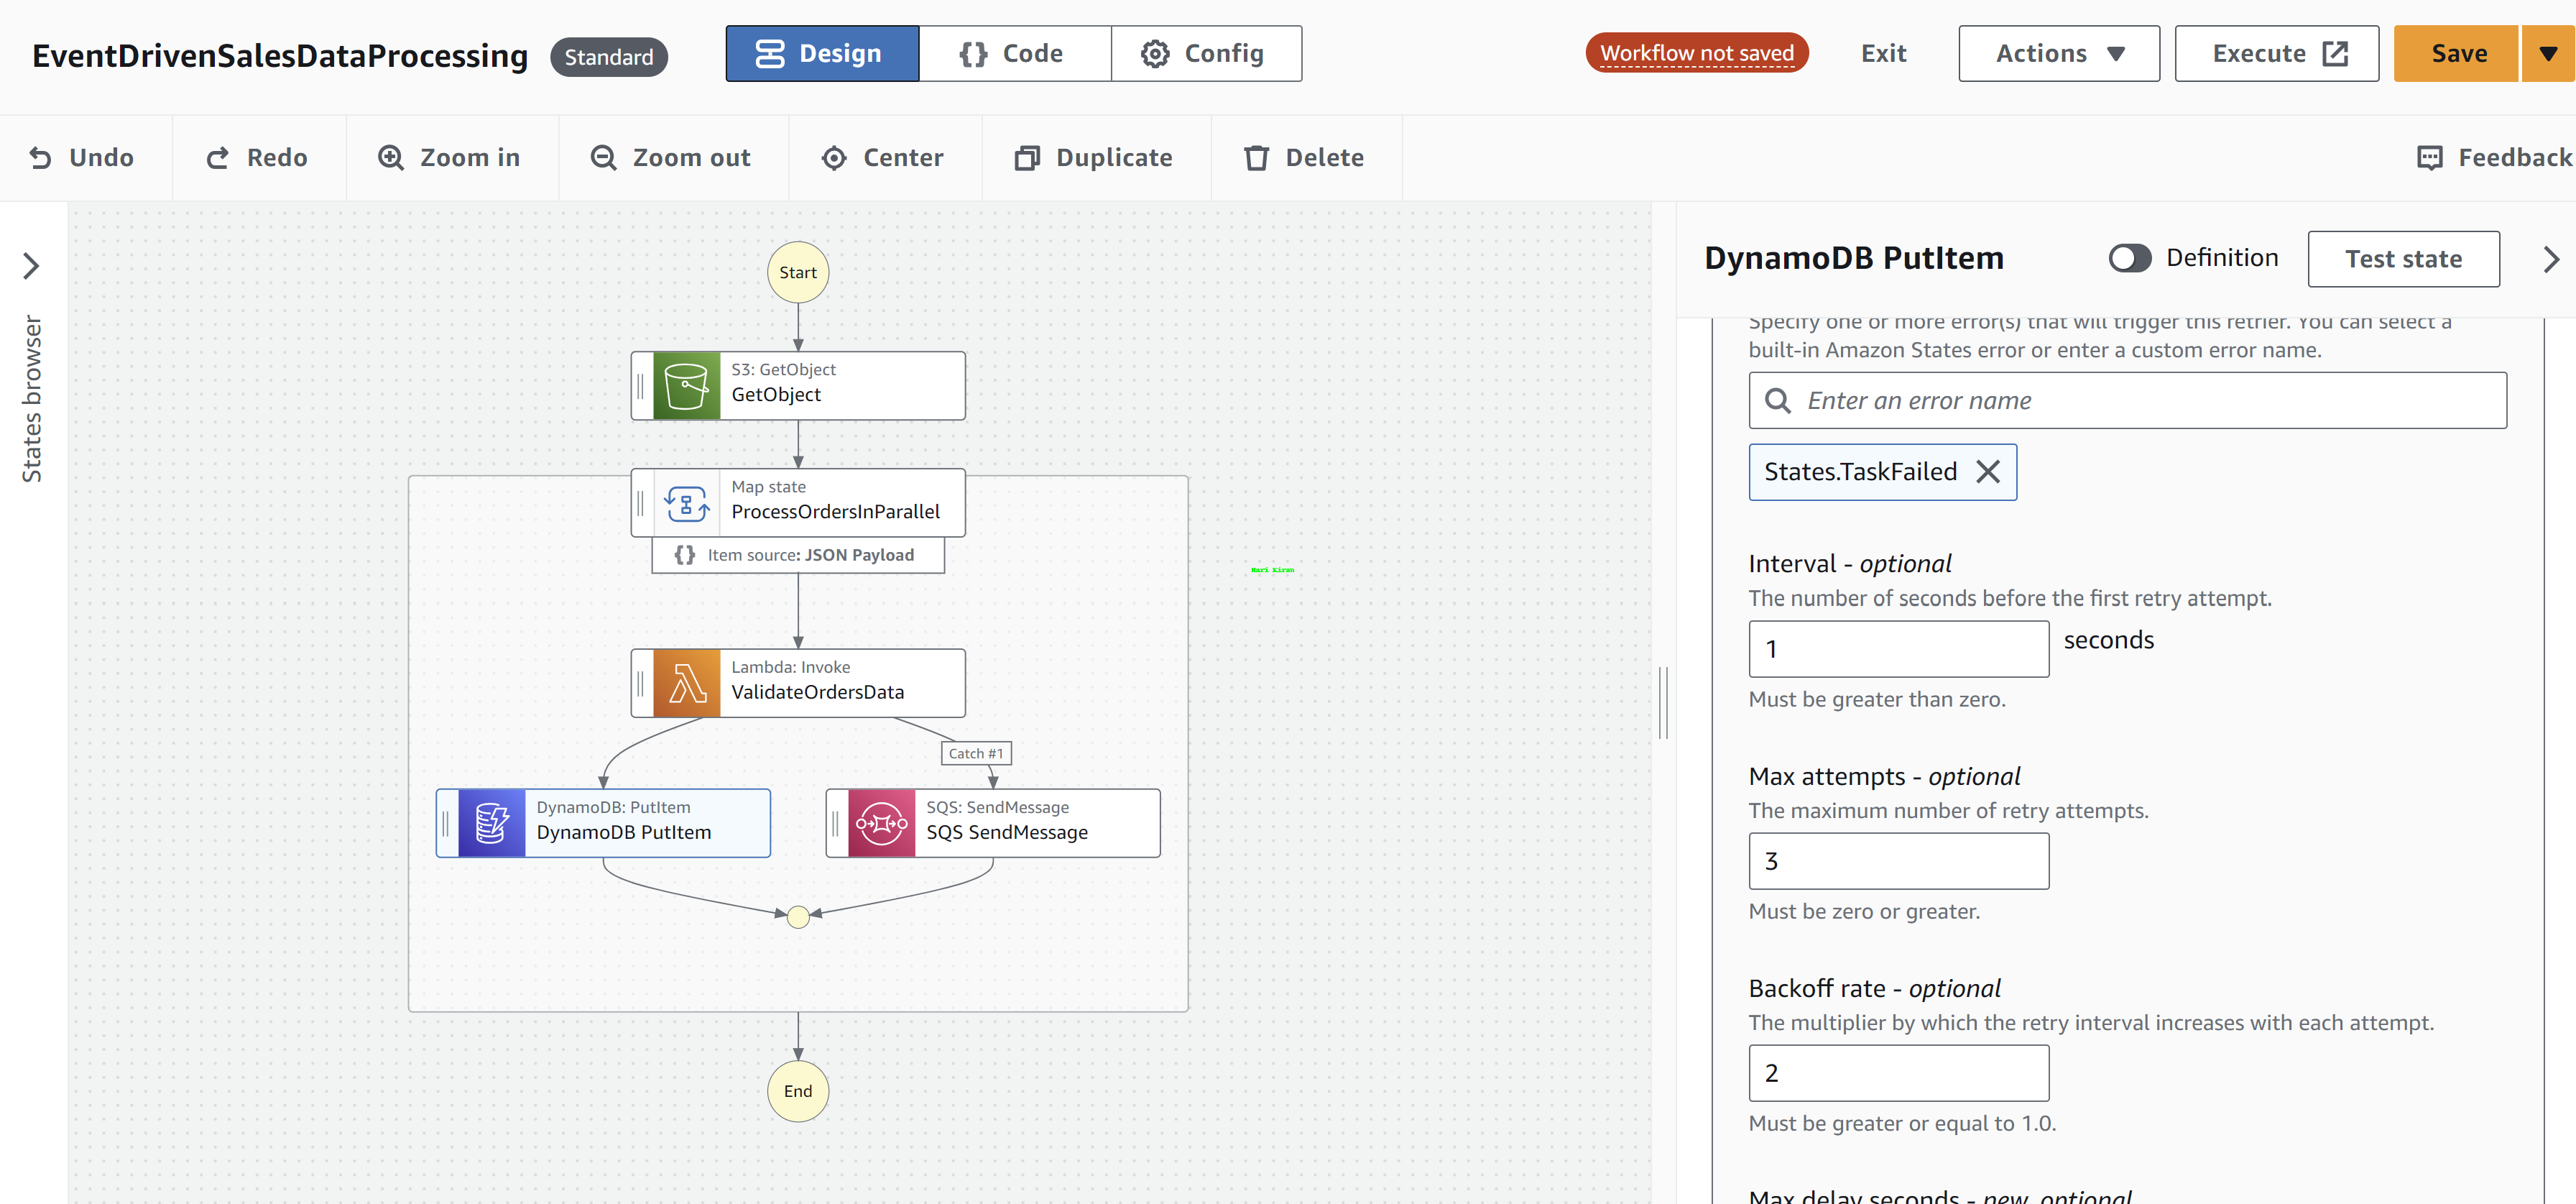 EventDrivenSalesDataProcessing Standard Design {} Code Config Workflow not saved Exit Actions Execute Save
Undo Redo Zoom in Zoom out Center Duplicate Delete Feedback
States browser
Start
S3: GetObject
GetObject
Map state
ProcessOrdersInParallel
{} Item source: JSON Payload
Hari Kiran
Lambda: Invoke
ValidateOrdersData
Catch #1
DynamoDB: PutItem
DynamoDB PutItem
SQS: SendMessage
SQS SendMessage
End
DynamoDB PutItem Definition Test state
Specify one or more error(s) that will trigger this retrier. You can select a
built-in Amazon States error or enter a custom error name.
Enter an error name
States.TaskFailed
Interval - optional
The number of seconds before the first retry attempt.
1 seconds
Must be greater than zero.
Max attempts - optional
The maximum number of retry attempts.
3
Must be zero or greater.
Backoff rate - optional
The multiplier by which the retry interval increases with each attempt.
2
Must be greater or equal to 1.0.
Max delay seconds - new, optional